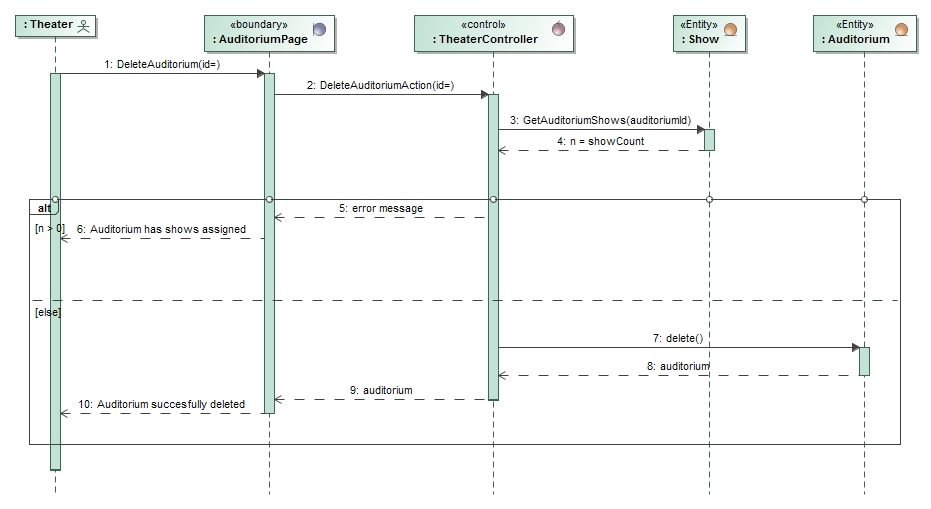 : Theater
«boundary»
: AuditoriumPage
«control»
: TheaterController
«Entity»
: Show
«Entity»
: Auditorium
1: DeleteAuditorium(id=)
2: DeleteAuditoriumAction(id=)
3: GetAuditoriumShows(auditoriumId)
4: n = showCount
alt
5: error message
[n > 0]
6: Auditorium has shows assigned
[else]
7: delete()
8: auditorium
9: auditorium
10: Auditorium succesfully deleted